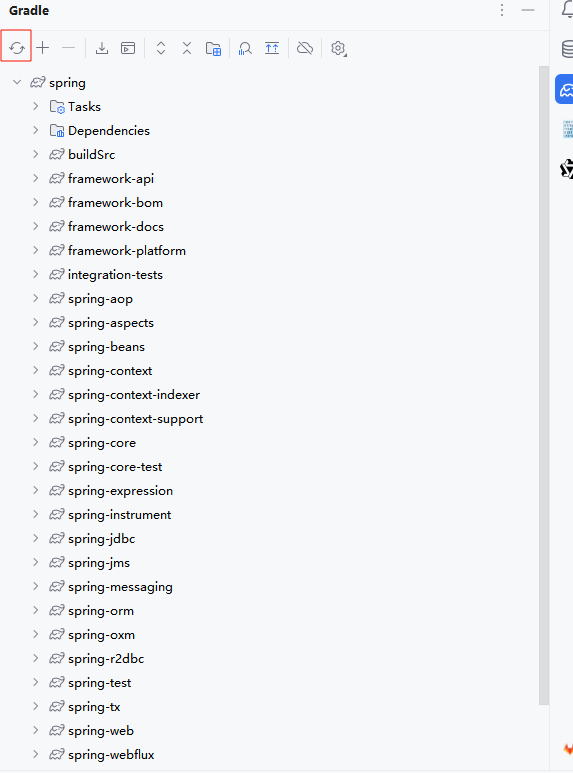 Gradle
spring
Tasks
Dependencies
buildSrc
framework-api
framework-bom
framework-docs
framework-platform
integration-tests
spring-aop
spring-aspects
spring-beans
spring-context
spring-context-indexer
spring-context-support
spring-core
spring-core-test
spring-expression
spring-instrument
spring-jdbc
spring-jms
spring-messaging
spring-orm
spring-oxm
spring-r2dbc
spring-test
spring-tx
spring-web
spring-webflux